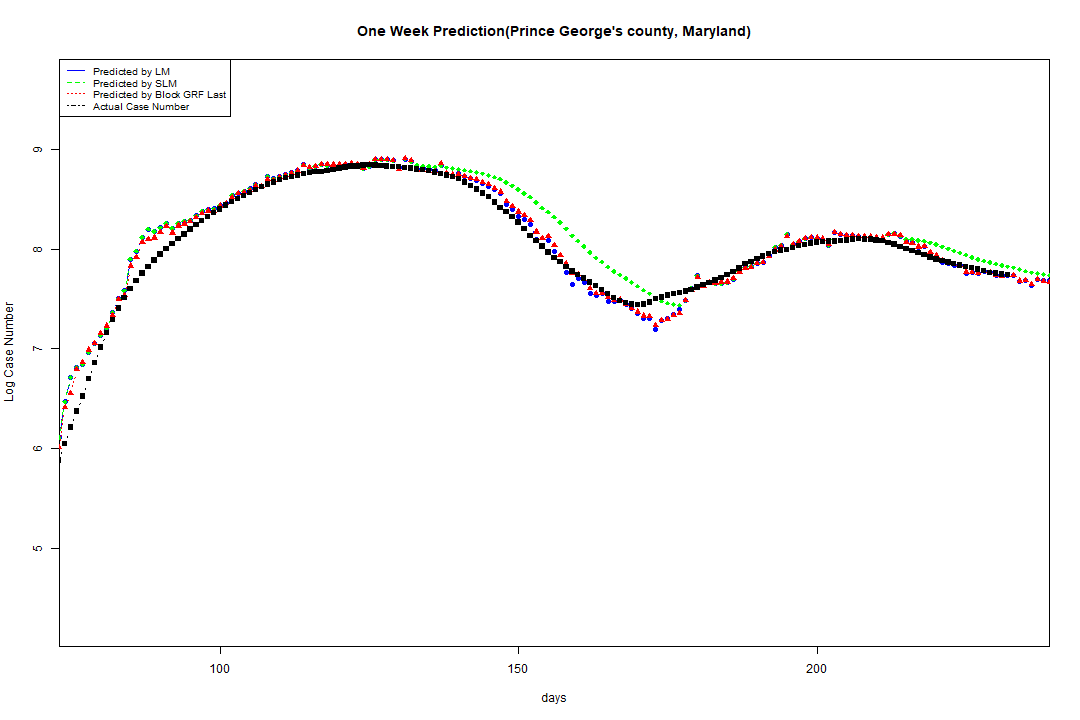 One Week Prediction(Prince George's county, Maryland)
Predicted by LM
Predicted by SLM
Predicted by Block GRF Last
Actual Case Number
9
8
7
6
5
Log Case Number
100 150 200
days